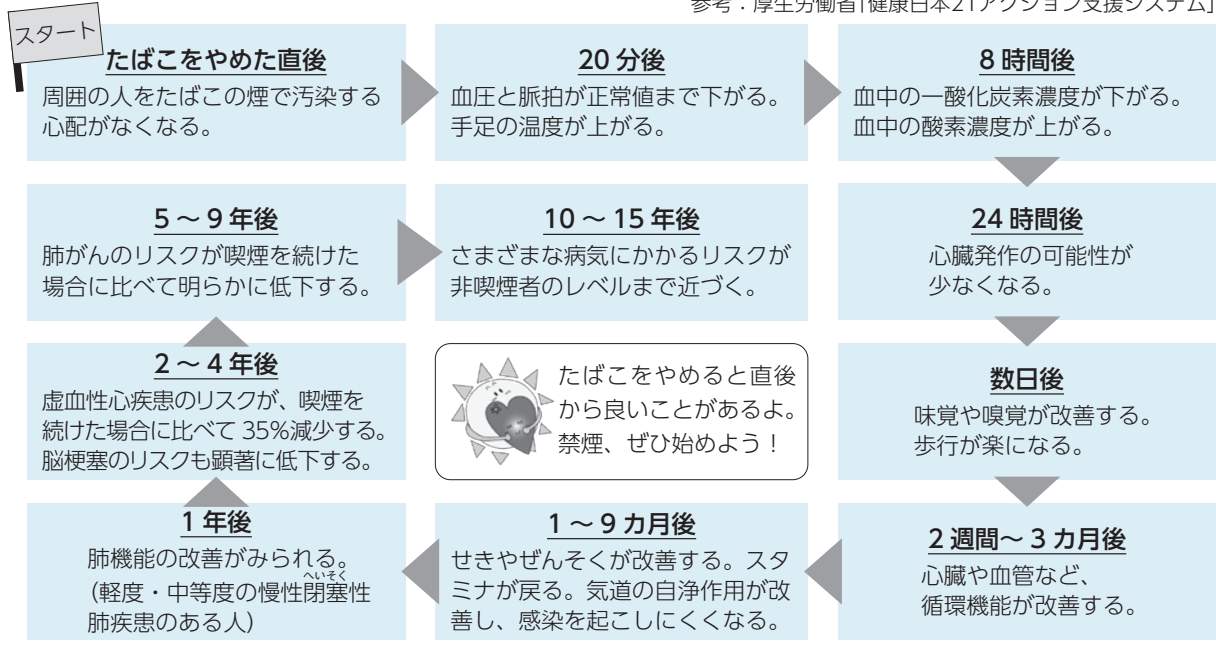 参考:厚生労働省「健康日本21アクション支援システム」
スタート
たばこをやめた直後
周囲の人をたばこの煙で汚染する
心配がなくなる。
20分後
血圧と脈拍が正常値まで下がる。
手足の温度が上がる。
8時間後
血中の一酸化炭素濃度が下がる。
血中の酸素濃度が上がる。
24時間後
心臓発作の可能性が
少なくなる。
数日後
味覚や嗅覚が改善する。
歩行が楽になる。
2週間~3カ月後
心臓や血管など、
循環機能が改善する。
1~9カ月後
せきやぜんそくが改善する。スタ
ミナが戻る。気道の自浄作用が改
善し、感染を起こしにくくなる。
1年後
肺機能の改善がみられる。
へいそく
(軽度・中等度の慢性閉塞性
肺疾患のある人)
2~4年後
虚血性心疾患のリスクが、喫煙を
続けた場合に比べて35%減少する。
脳梗塞のリスクも顕著に低下する。
5~9年後
肺がんのリスクが喫煙を続けた
場合に比べて明らかに低下する。
10~15年後
さまざまな病気にかかるリスクが
非喫煙者のレベルまで近づく。
たばこをやめると直後
から良いことがあるよ。
禁煙、ぜひ始めよう!